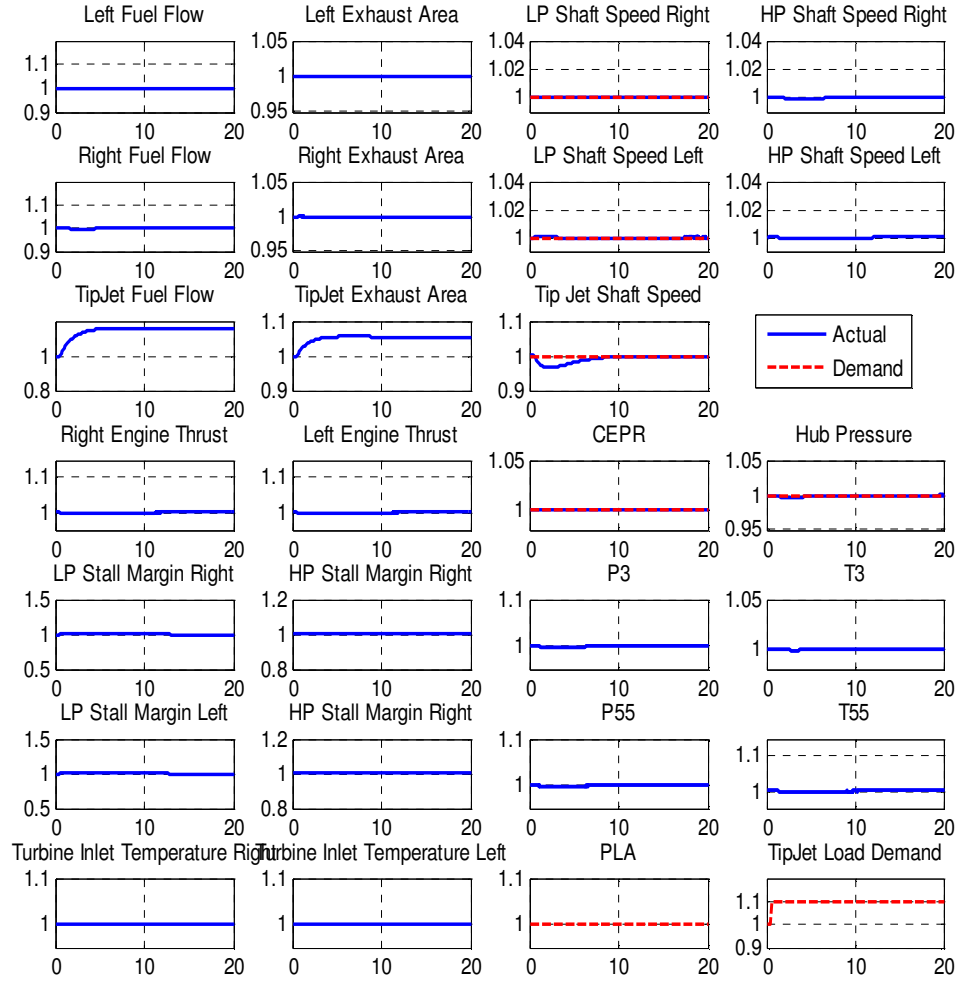 Left Fuel Flow Left Exhaust Area LP Shaft Speed Right HP Shaft Speed Right
1.1 1.05 1.04 1.04
1.02 1.02
1 1 1 1
0.9 0.95
0 10 20 0 10 20 0 10 20 0 10 20
Right Fuel Flow Right Exhaust Area LP Shaft Speed Left HP Shaft Speed Left
1.1 1.05 1.04 1.04
1.02 1.02
1 1 1 1
0.9 0.95
0 10 20 0 10 20 0 10 20 0 10 20
TipJet Fuel Flow TipJet Exhaust Area Tip Jet Shaft Speed
1.1 1.1
1 1 1
0.8 0.9 0.9
0 10 20 0 10 20 0 10 20
Actual
Demand
Right Engine Thrust Left Engine Thrust CEPR Hub Pressure
1.1 1.1 1.05 1.05
1 1 1 1
0.95
0 10 20 0 10 20 0 10 20 0 10 20
LP Stall Margin Right HP Stall Margin Right P3 T3
1.5 1.2 1.1 1.05
1 1 1 1
0.5 0.8
0 10 20 0 10 20 0 10 20 0 10 20
LP Stall Margin Left HP Stall Margin Right P55 T55
1.5 1.2 1.1 1.1
1 1 1 1
0.5 0.8
0 10 20 0 10 20 0 10 20 0 10 20
Turbine Inlet Temperature Right Turbine Inlet Temperature Left PLA TipJet Load Demand
1.1 1.1 1.1 1.1
1 1 1 1
0.9
0 10 20 0 10 20 0 10 20 0 10 20